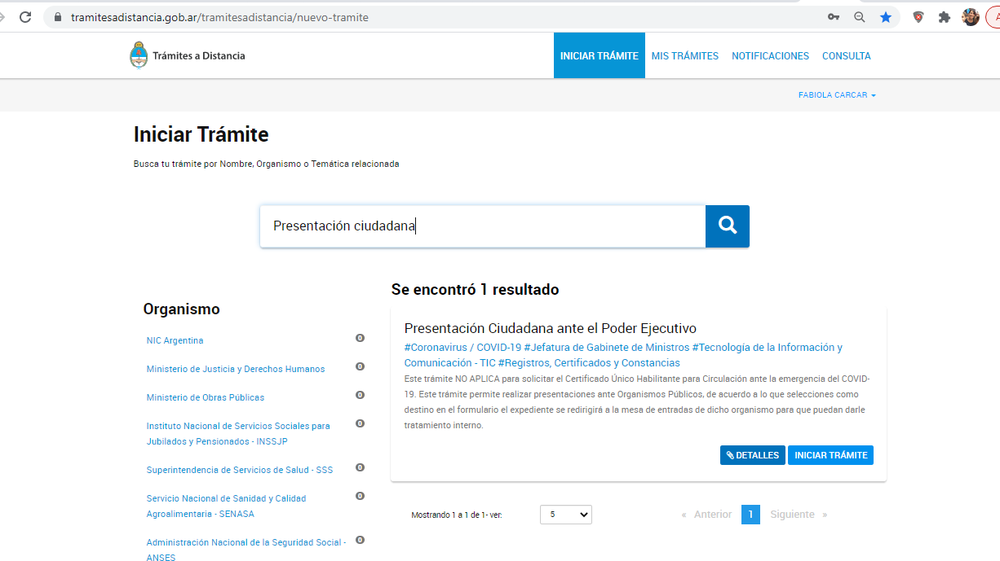 tramitesadistancia.gob.ar/tramitesadistancia/nuevo-tramite
A
Trámites a Distancia
INICIAR TRÁMITE MIS TRÁMITES NOTIFICACIONES CONSULTA
FABIOLA CARCAR
Iniciar Trámite
Busca tu trámite por Nombre, Organismo o Temática relacionada
Presentación ciudadana
Organismo
NIC Argentina 0
Ministerio de Justicia y Derechos Humanos 0
Ministerio de Obras Públicas 0
Instituto Nacional de Servicios Sociales para 0
Jubilados y Pensionados - INSSJP
Superintendencia de Servicios de Salud - SSS 0
Servicio Nacional de Sanidad y Calidad 0
Agroalimentaria - SENASA
Administración Nacional de la Seguridad Social - 0
ANSES
Se encontró 1 resultado
Presentación Ciudadana ante el Poder Ejecutivo
#Coronavirus / COVID-19 #Jefatura de Gabinete de Ministros #Tecnología de la Información y
Comunicación - TIC #Registros, Certificados y Constancias
Este trámite NO APLICA para solicitar el Certificado Único Habilitante para Circulación ante la emergencia del COVID-
19. Este trámite permite realizar presentaciones ante Organismos Públicos, de acuerdo a lo que selecciones como
destino en el formulario el expediente se redirigirá a la mesa de entradas de dicho organismo para que puedan darle
tratamiento interno.
DETALLES INICIAR TRÁMITE
Mostrando 1 a 1 de 1- ver: 5 « Anterior 1 Siguiente »